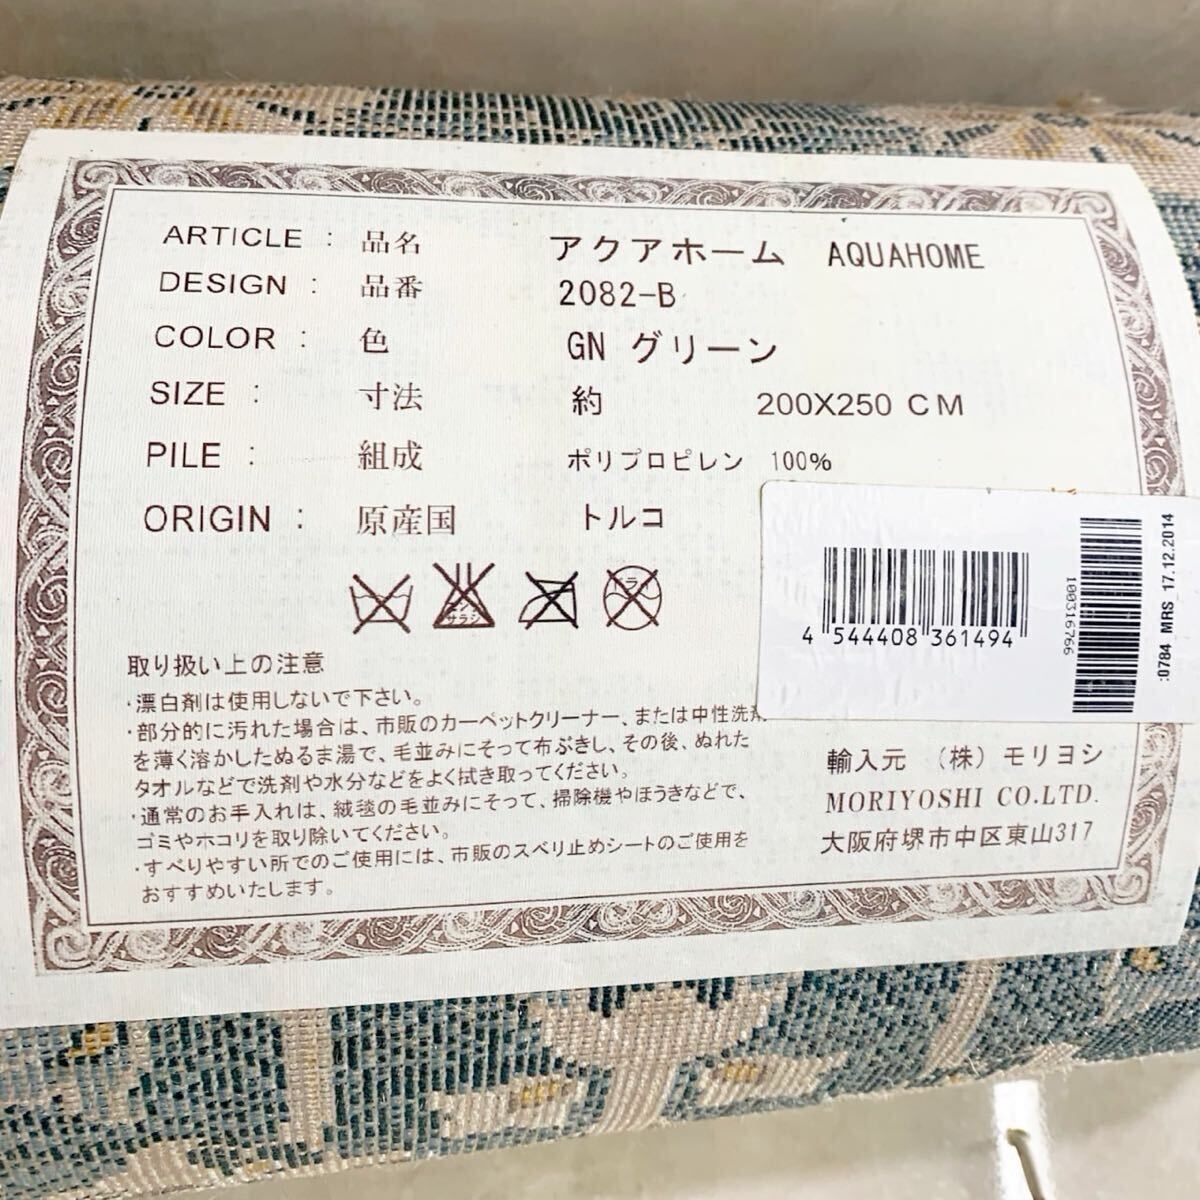 ARTICLE : 品名 アクアホーム AQUAHOME
DESIGN : 品番 2082-B
COLOR : 色 GN グリーン
SIZE : 寸法 約 200X250 CM
PILE : 組成 ポリプロピレン 100%
ORIGIN : 原産国 トルコ
サラシ
ドライ
取り扱い上の注意
・漂白剤は使用しないで下さい。
・部分的に汚れた場合は、市販のカーペットクリーナー、または中性洗剤
を薄く溶かしたぬるま湯で、毛並みにそって布ぶきし、その後、ぬれた
タオルなどで洗剤や水分などをよく拭き取ってください。
・通常のお手入れは、絨毯の毛並みにそって、掃除機やほうきなどで、
ゴミやホコリを取り除いてください。
・すべりやすい所でのご使用には、市販のスベリ止めシートのご使用を
おすすめいたします。
4 544408 361494
100316766
:0784 MRS 17.12.2014
輸入元 (株) モリヨシ
MORIYOSHI CO.LTD.
大阪府堺市中区東山317